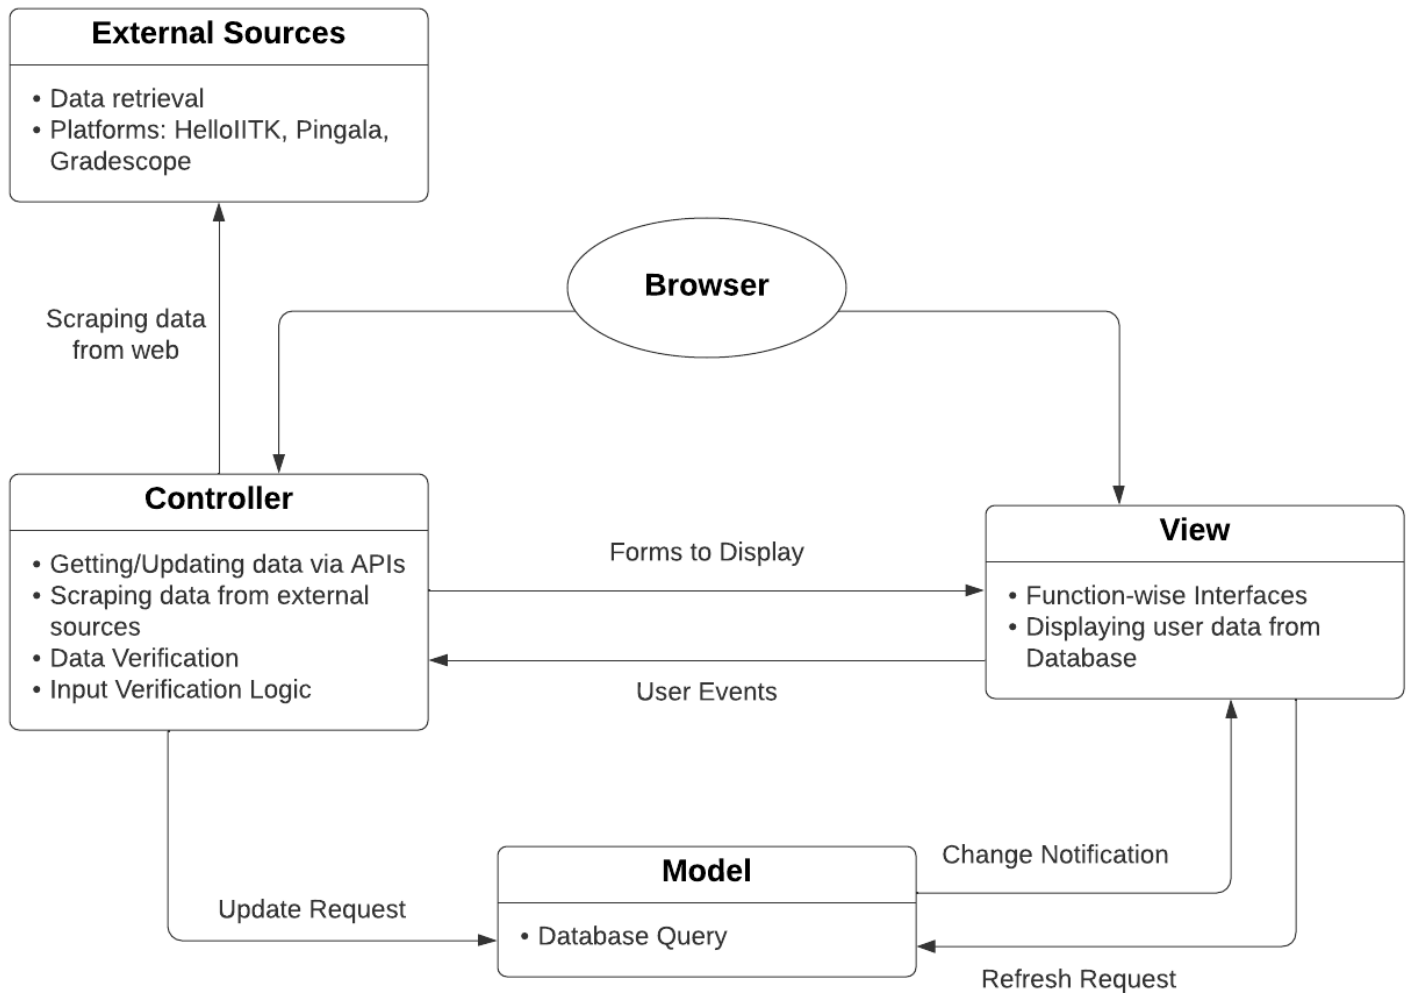 External Sources
• Data retrieval
• Platforms: HelloIITK, Pingala,
Gradescope
Browser
Scraping data
from web
Controller
• Getting/Updating data via APIs
• Scraping data from external
sources
• Data Verification
• Input Verification Logic
Forms to Display
User Events
View
• Function-wise Interfaces
• Displaying user data from
Database
Update Request
Model
• Database Query
Change Notification
Refresh Request